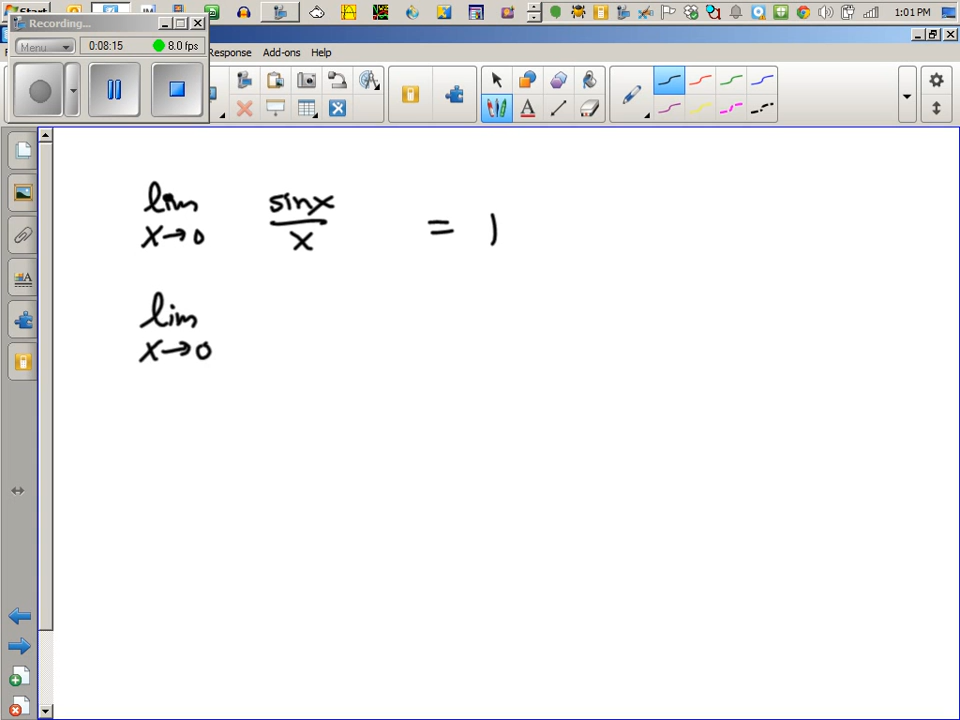 Start
1:01 PM
Recording...
Menu
0:08:15
8.0 fps
Response Add-ons Help
lim sinx/x = 1
x→0
lim
x→0